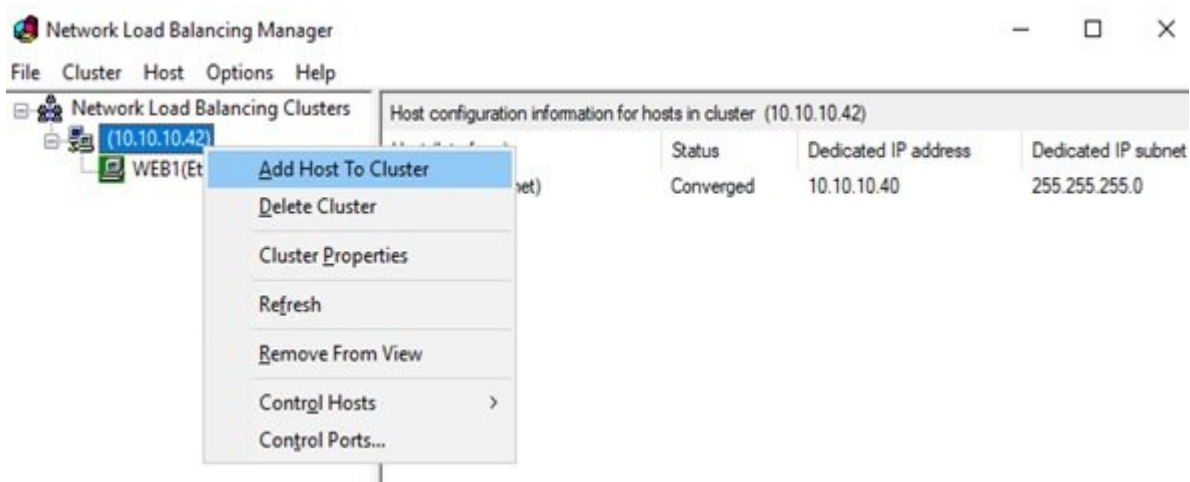 Network Load Balancing Manager
File Cluster Host Options Help
Network Load Balancing Clusters
(10.10.10.42)
WEB1(Et
Add Host To Cluster
Delete Cluster
Cluster Properties
Refresh
Remove From View
Control Hosts >
Control Ports...
Host configuration information for hosts in cluster (10.10.10.42)
Status Dedicated IP address Dedicated IP subnet
net) Converged 10.10.10.40 255.255.255.0